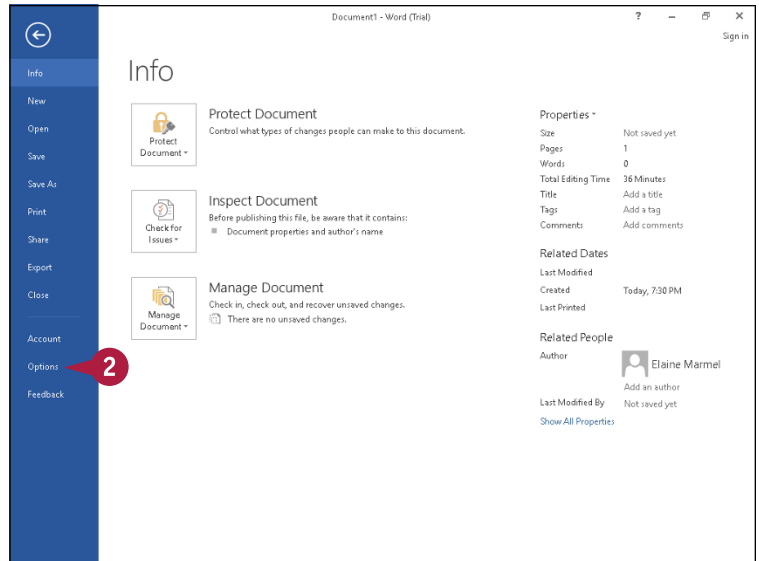 Document1 - Word (Trial)
?
Sign in
Info
New
Open
Save
Save As
Print
Share
Export
Close
Account
Options
2
Feedback
Info
Protect
Document
Protect Document
Control what types of changes people can make to this document.
Check for
Issues
Inspect Document
Before publishing this file, be aware that it contains:
Document properties and author's name
Manage
Document
Manage Document
Check in, check out, and recover unsaved changes.
There are no unsaved changes.
Properties
Size Not saved yet
Pages 1
Words 0
Total Editing Time 36 Minutes
Title Add a title
Tags Add a tag
Comments Add comments
Related Dates
Last Modified
Created Today, 7:30 PM
Last Printed
Related People
Author Elaine Marmel
Add an author
Last Modified By Not saved yet
Show All Properties